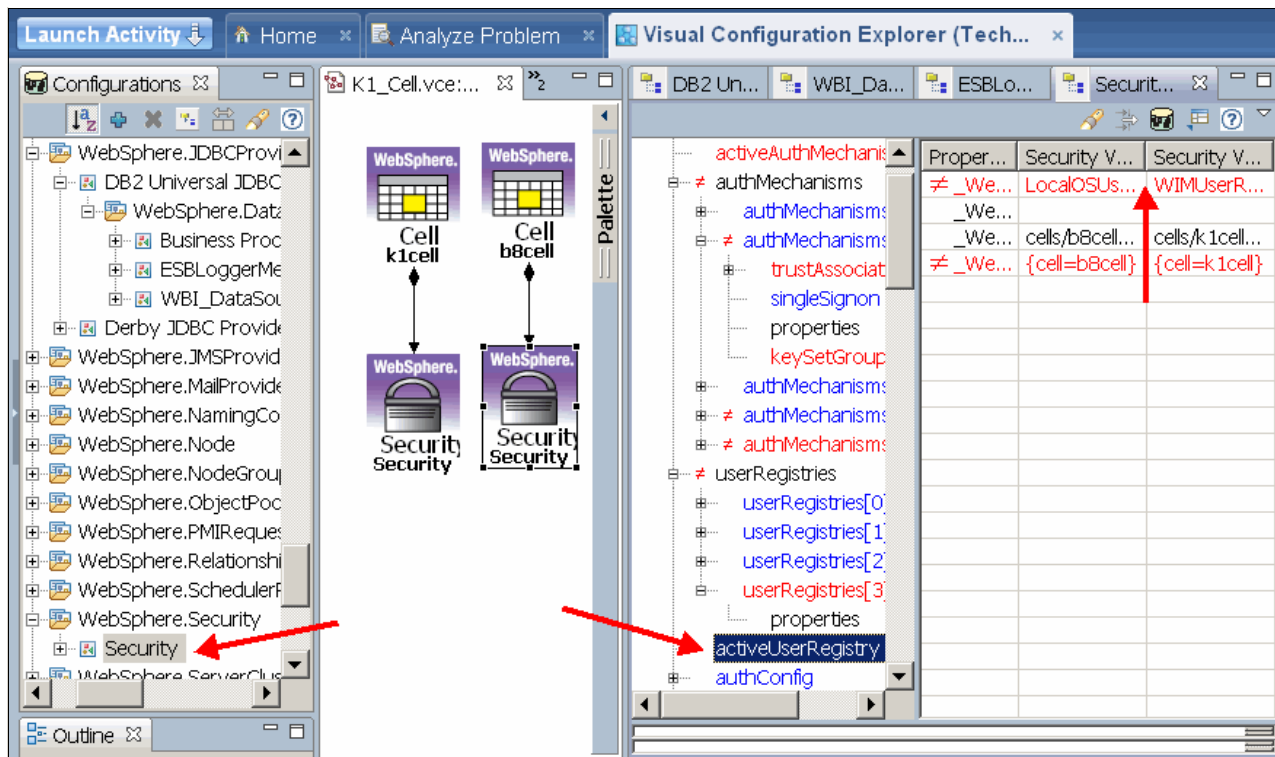 Launch Activity
Home
Analyze Problem
Visual Configuration Explorer (Tech...
Configurations
WebSphere.JDBCProvi
DB2 Universal JDBC
WebSphere.Data
Business Proc
ESBLoggerMe
WBI_DataSou
Derby JDBC Provide
WebSphere.JMSProvid
WebSphere.MailProvide
WebSphere.NamingCo
WebSphere.Node
WebSphere.NodeGroup
WebSphere.ObjectPoo
WebSphere.PMIReques
WebSphere.Relationshi
WebSphere.SchedulerP
WebSphere.Security
Security
WebSphere.ServerClus
Outline
K1_Cell.vce:...
»2
Palette
WebSphere.
Cell
k1cell
WebSphere.
Cell
b8cell
WebSphere.
Security
Security
WebSphere.
Security
Security
DB2 Un...
WBI_Da...
ESBLo...
Securit...
activeAuthMechanis
≠ authMechanisms
authMechanisms
≠ authMechanisms
trustAssociat
singleSignon
properties
keySetGroup
authMechanisms
≠ authMechanisms
≠ authMechanisms
≠ userRegistries
userRegistries[0]
userRegistries[1]
userRegistries[2]
userRegistries[3]
properties
activeUserRegistry
authConfig
Proper... Security V... Security V...
≠ _We... LocalOSUs... WIMUserR...
_We...
_We... cells/b8cell... cells/k1cell...
≠ _We... {cell=b8cell} {cell=k1cell}